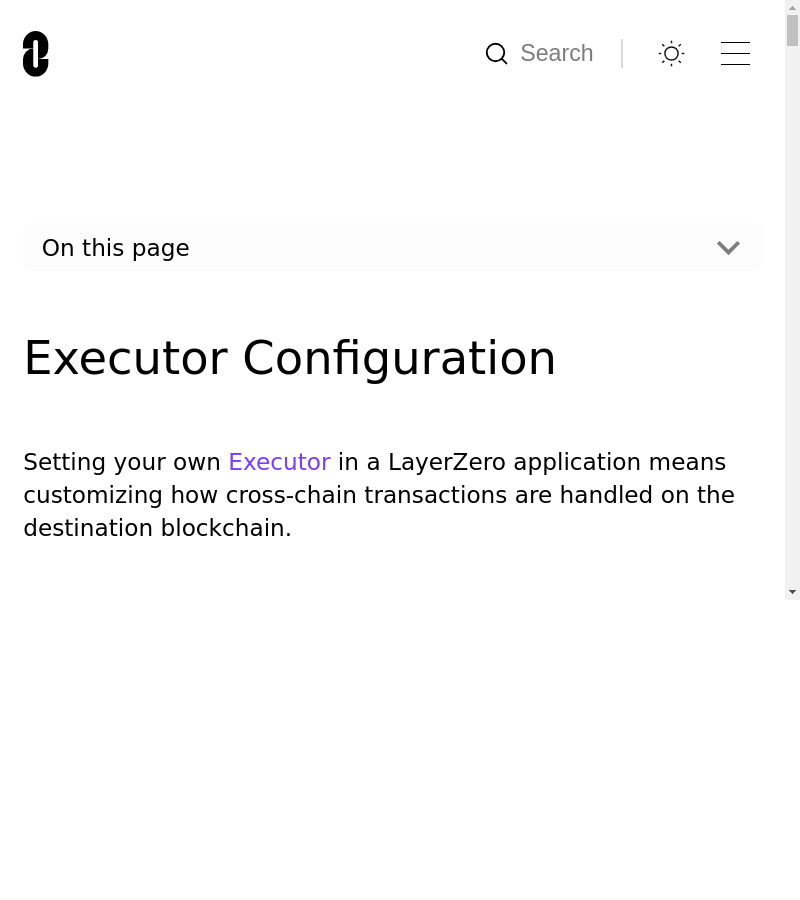 Search
On this page
Executor Configuration
Setting your own Executor in a LayerZero application means
customizing how cross-chain transactions are handled on the
destination blockchain.